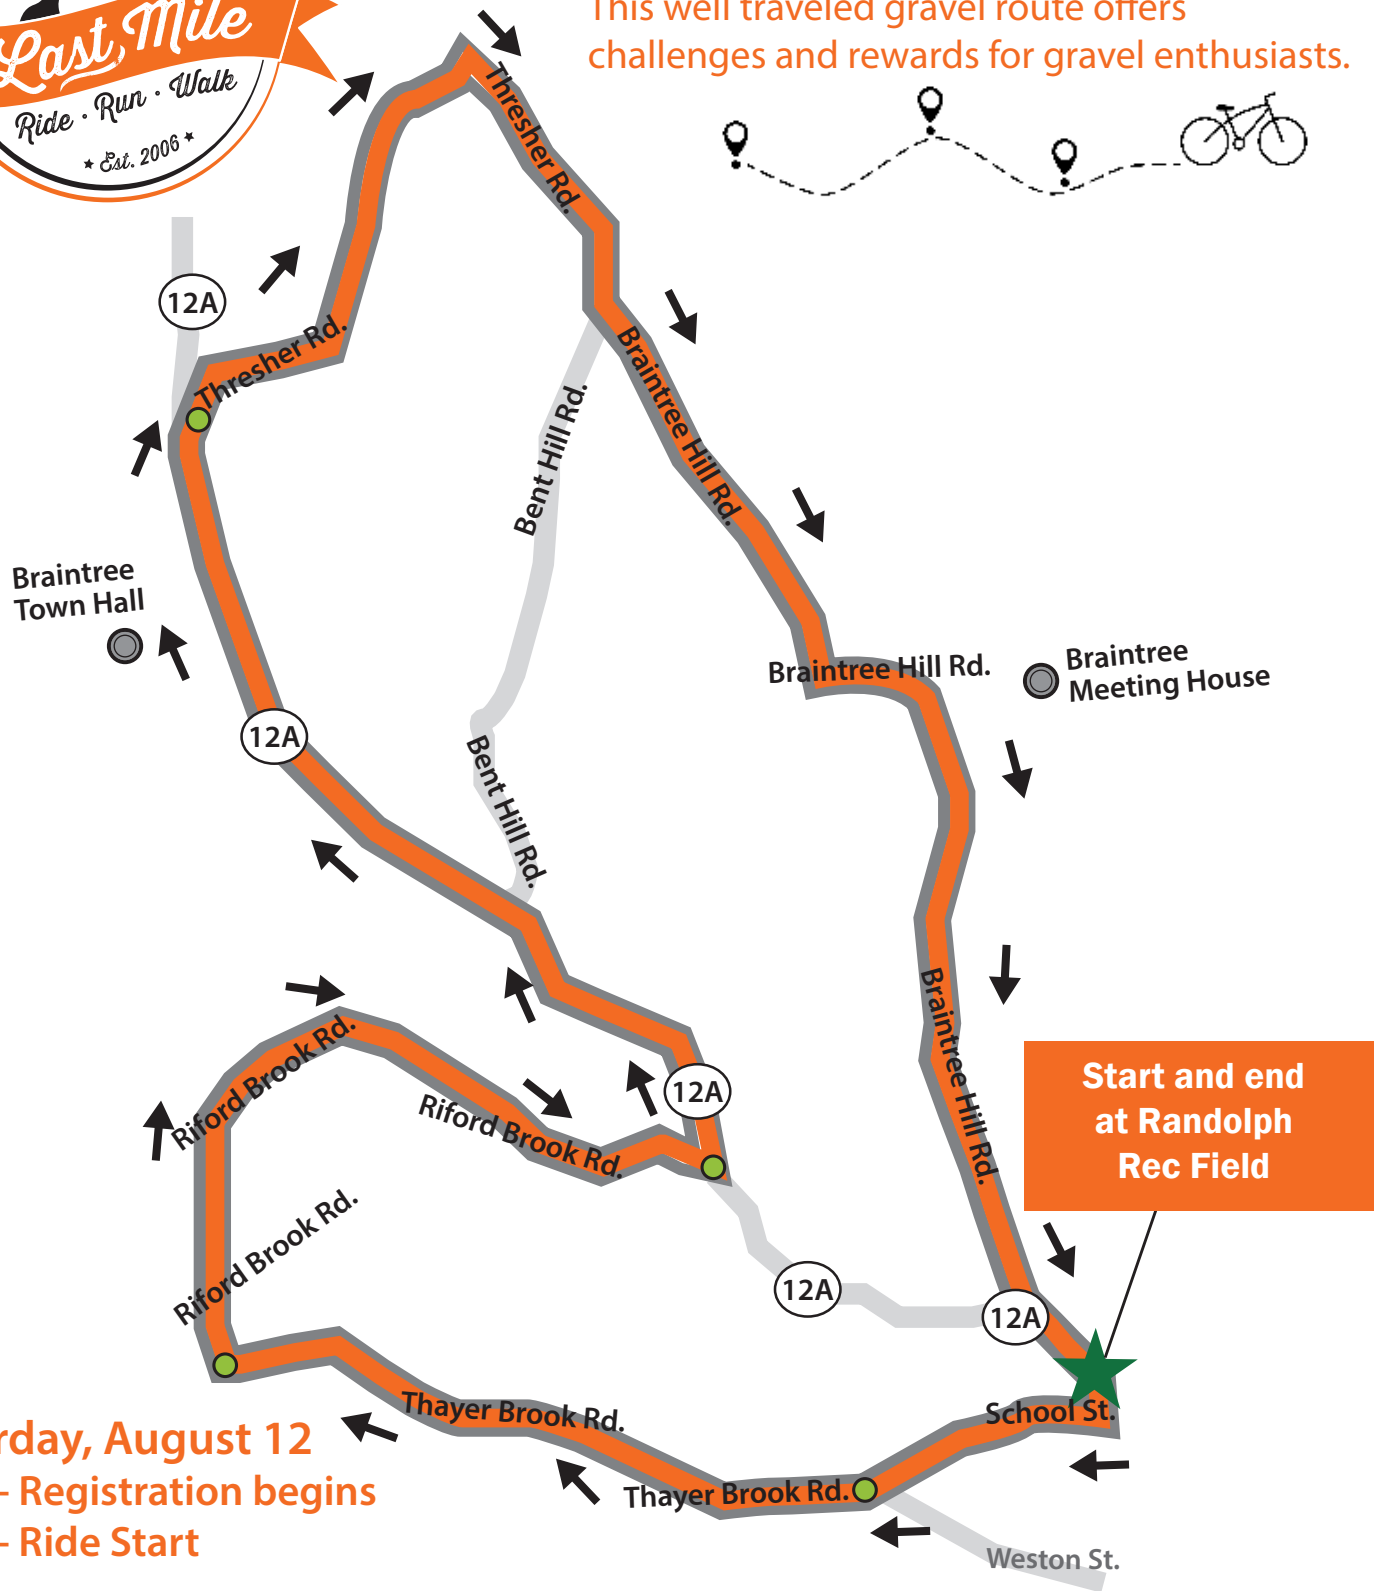 Last Mile
Ride · Run · Walk
★ Est. 2006 ★
This well traveled gravel route offers
challenges and rewards for gravel enthusiasts.
Thresher Rd.
12A
Thresher Rd.
Braintree Hill Rd.
Bent Hill Rd.
Braintree
Town Hall
Braintree Hill Rd.
Braintree
Meeting House
12A
Bent Hill Rd.
Braintree Hill Rd.
Riford Brook Rd.
Riford Brook Rd.
12A
Start and end
at Randolph
Rec Field
Riford Brook Rd.
12A
12A
Thayer Brook Rd.
School St.
Thayer Brook Rd.
Weston St.
rday, August 12
– Registration begins
– Ride Start